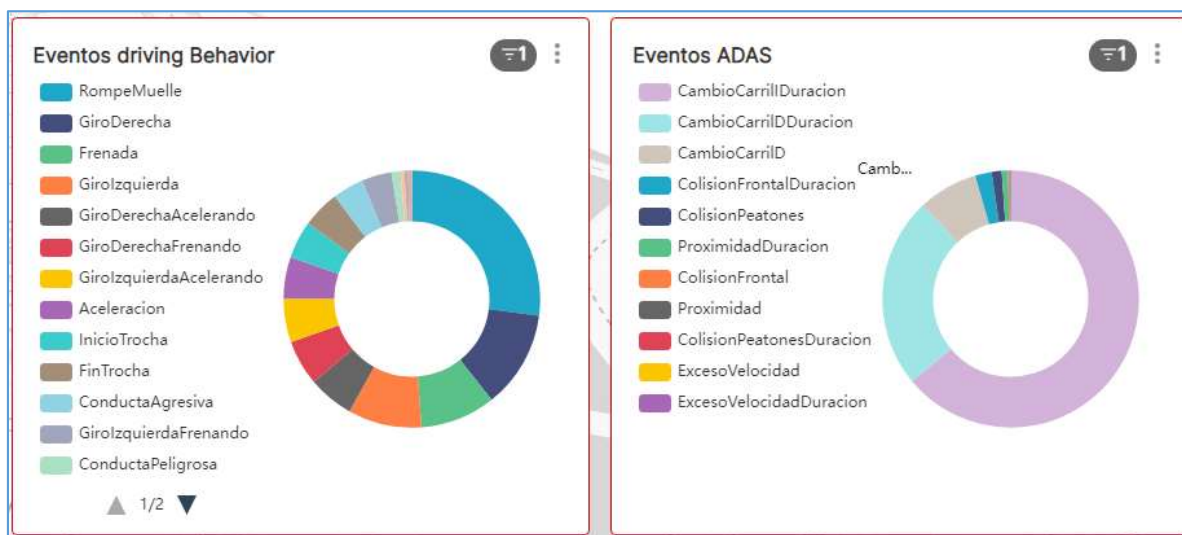 Eventos driving Behavior
1
RompeMuelle
GiroDerecha
Frenada
GiroIzquierda
GiroDerechaAcelerando
GiroDerechaFrenando
GiroIzquierdaAcelerando
Aceleracion
InicioTrocha
FinTrocha
ConductaAgresiva
GiroIzquierdaFrenando
ConductaPeligrosa
1/2
Eventos ADAS
1
CambioCarrilIDuracion
CambioCarrilDDuracion
CambioCarrilD
ColisionFrontalDuracion
ColisionPeatones
ProximidadDuracion
ColisionFrontal
Proximidad
ColisionPeatonesDuracion
ExcesoVelocidad
ExcesoVelocidadDuracion
Camb...